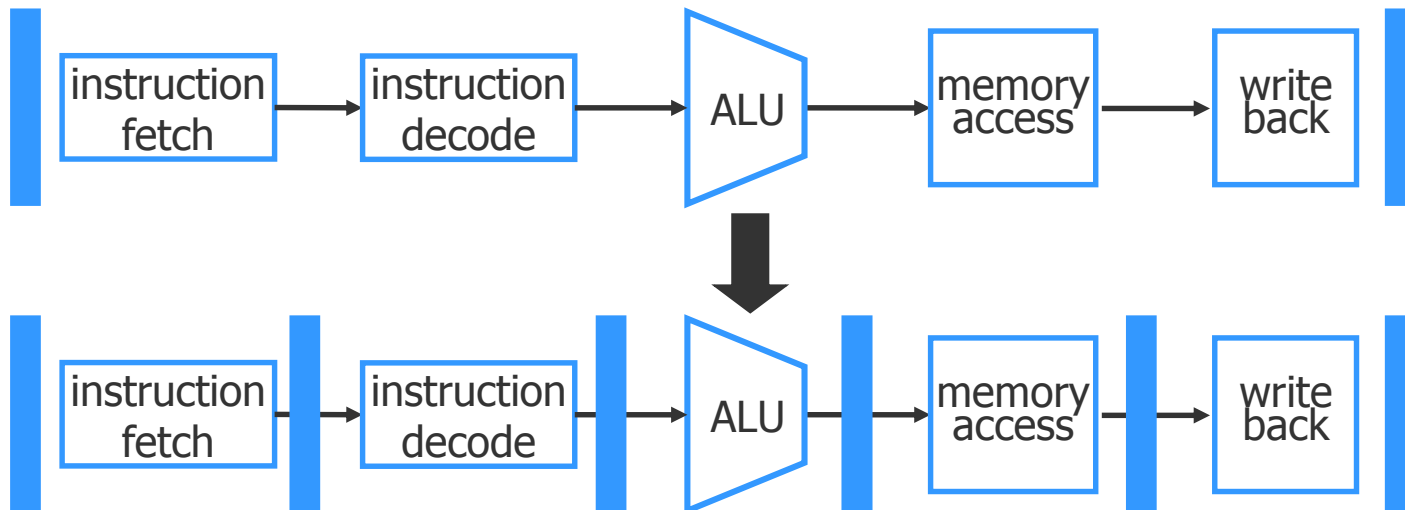 instruction
fetch
instruction
decode
ALU
memory
access
write
back
instruction
fetch
instruction
decode
ALU
memory
access
write
back